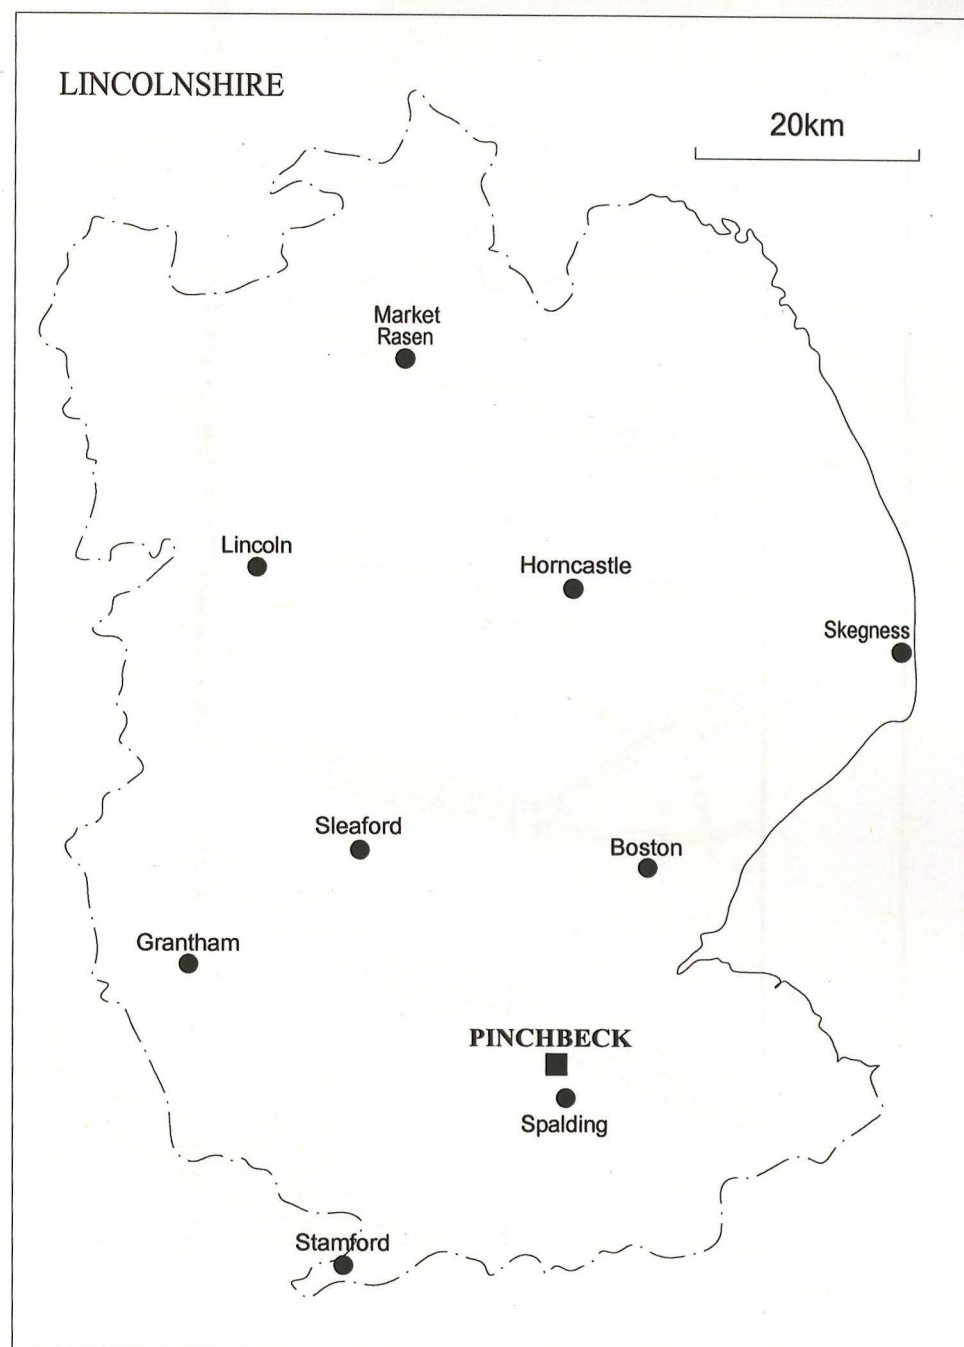 LINCOLNSHIRE
20km
Market
Rasen
Lincoln
Horncastle
Skegness
Sleaford
Boston
Grantham
PINCHBECK
Spalding
Stamford